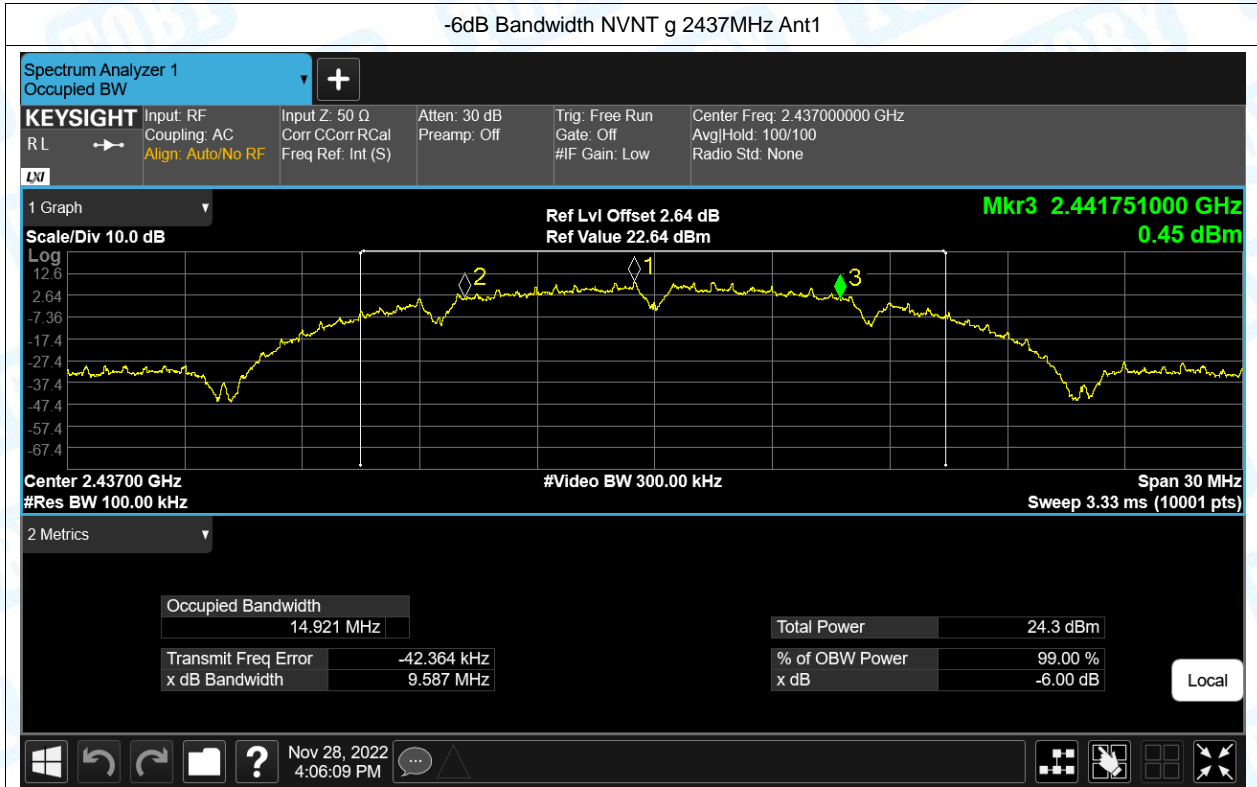 -6dB Bandwidth NVNT g 2437MHz Ant1
Spectrum Analyzer 1
Occupied BW
+
KEYSIGHT
R L
LXI
Input: RF
Coupling: AC
Align: Auto/No RF
Input Z: 50 Ω
Corr CCorr RCal
Freq Ref: Int (S)
Atten: 30 dB
Preamp: Off
Trig: Free Run
Gate: Off
#IF Gain: Low
Center Freq: 2.437000000 GHz
Avg|Hold: 100/100
Radio Std: None
1 Graph
Scale/Div 10.0 dB
Ref Lvl Offset 2.64 dB
Ref Value 22.64 dBm
Mkr3 2.441751000 GHz
0.45 dBm
Log
12.6
2.64
-7.36
-17.4
-27.4
-37.4
-47.4
-57.4
-67.4
2
1
3
Center 2.43700 GHz
#Video BW 300.00 kHz
Span 30 MHz
#Res BW 100.00 kHz
Sweep 3.33 ms (10001 pts)
2 Metrics
Occupied Bandwidth
14.921 MHz
Total Power 24.3 dBm
Transmit Freq Error -42.364 kHz
% of OBW Power 99.00 %
x dB Bandwidth 9.587 MHz
x dB -6.00 dB
Local
?
Nov 28, 2022
4:06:09 PM
TOBY